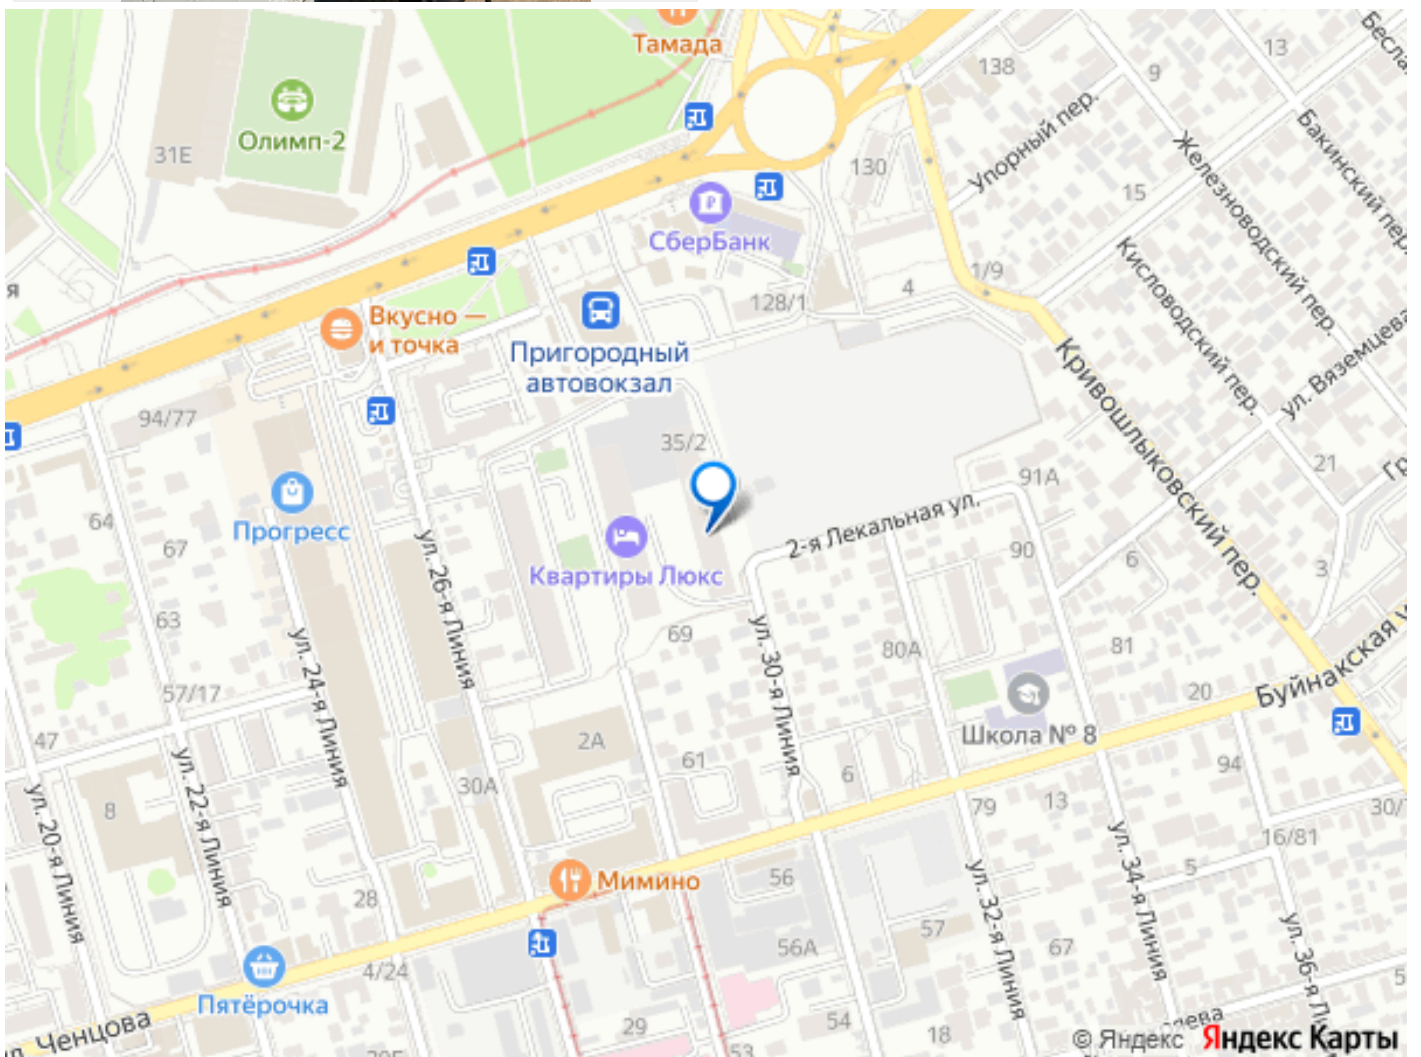 Тамада
138
13
9
Бакинский пер.
Упорный пер.
Железноводский пер.
Олимп-2
31Е
130
15
СберБанк
Кисловодский пер.
я
1/9
4
128/1
Вкусно —
и точка
Пригородный
автовокзал
ул. Вяземцева
Кривошлыковский пер.
94/77
35/2
21
91А
64
Прогресс
67
2-я Лекальная ул.
ул. 26-я Линия
Квартиры Люкс
90
6
3
63
69
80А
81
ул. 24-я Линия
ул. 30-я Линия
Буйнакская
57/17
20
47
2А
Школа № 8
61
6
94
ул. 22-я Линия
30А
8
79
13
30/
ул. 20-я Линия
16/81
5
ул. 34-я Линия
Мимино
56
ул. 32-я Линия
28
57
56А
67
ул. 36-я Ли
4/24
Пятёрочка
Ченцова
29
54
18
53
© Яндекс Яндекс Карты